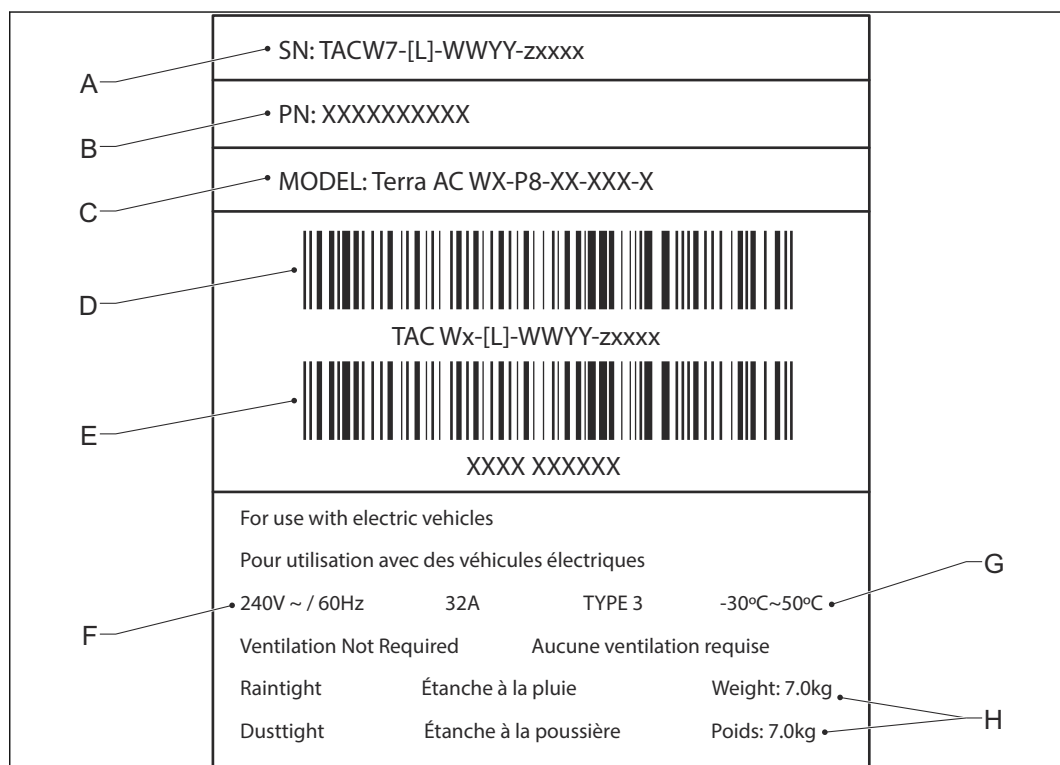 A
SN: TACW7-[L]-WWYY-zxxxx
B
PN: XXXXXXXXXX
C
MODEL: Terra AC WX-P8-XX-XXX-X
D
TAC Wx-[L]-WWYY-zxxxx
E
XXXX XXXXXX
For use with electric vehicles
Pour utilisation avec des véhicules électriques
G
F
240V ~ / 60Hz 32A TYPE 3 -30ºC~50ºC
Ventilation Not Required Aucune ventilation requise
Raintight Étanche à la pluie Weight: 7.0kg
H
Dusttight Étanche à la poussière Poids: 7.0kg